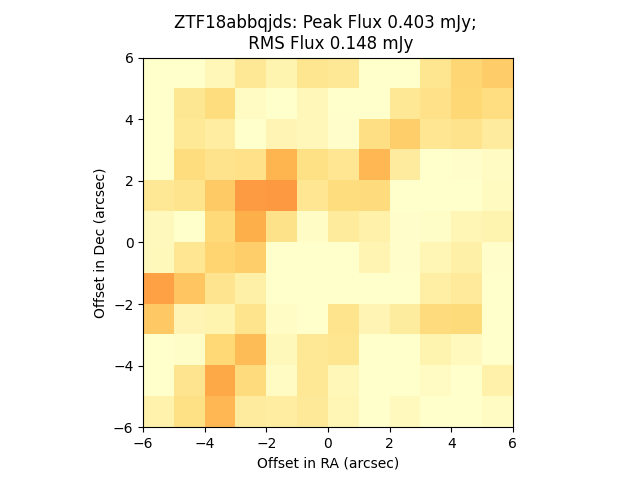 ZTF18abbqjds: Peak Flux 0.403 mJy;
RMS Flux 0.148 mJy
6
4
2
0
−2
−4
−6
Offset in Dec (arcsec)
−6 −4 −2 0 2 4 6
Offset in RA (arcsec)